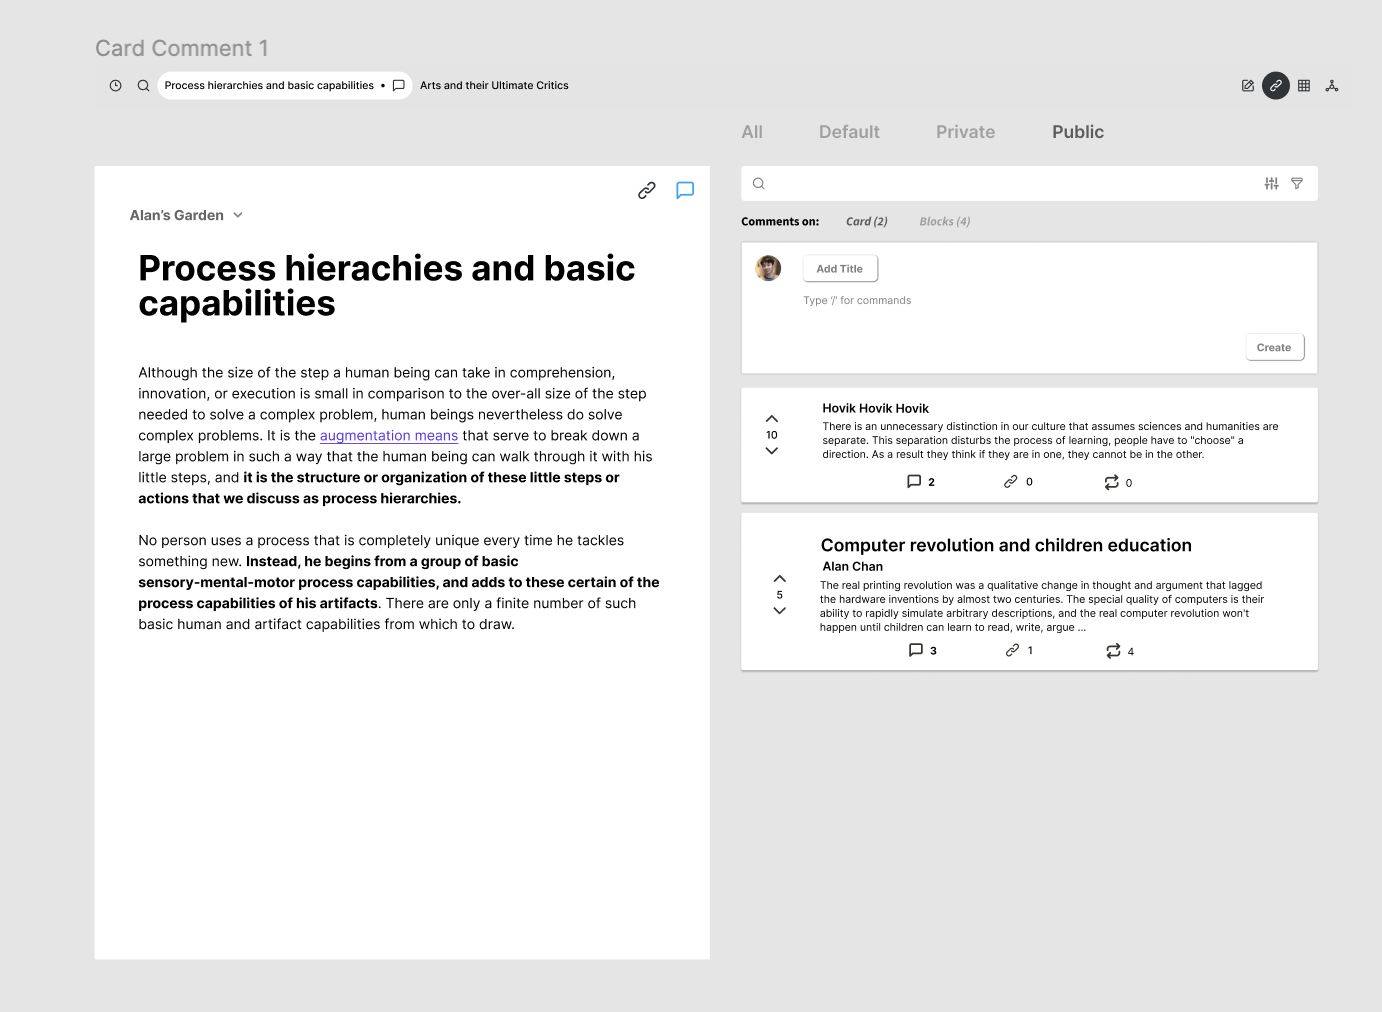 Card Comment 1
Process hierarchies and basic capabilities •
Arts and their Ultimate Critics
All
Default
Private
Public
Alan’s Garden
Process hierachies and basic
capabilities
Although the size of the step a human being can take in comprehension,
innovation, or execution is small in comparison to the over-all size of the step
needed to solve a complex problem, human beings nevertheless do solve
complex problems. It is the augmentation means that serve to break down a
large problem in such a way that the human being can walk through it with his
little steps, and it is the structure or organization of these little steps or
actions that we discuss as process hierarchies.
No person uses a process that is completely unique every time he tackles
something new. Instead, he begins from a group of basic
sensory-mental-motor process capabilities, and adds to these certain of the
process capabilities of his artifacts. There are only a finite number of such
basic human and artifact capabilities from which to draw.
Comments on:
Card (2)
Blocks (4)
Add Title
Type '/' for commands
Create
10
Hovik Hovik Hovik
There is an unnecessary distinction in our culture that assumes sciences and humanities are
separate. This separation disturbs the process of learning, people have to "choose" a
direction. As a result they think if they are in one, they cannot be in the other.
2
0
0
Computer revolution and children education
Alan Chan
5
The real printing revolution was a qualitative change in thought and argument that lagged
the hardware inventions by almost two centuries. The special quality of computers is their
ability to rapidly simulate arbitrary descriptions, and the real computer revolution won't
happen until children can learn to read, write, argue ...
3
1
4